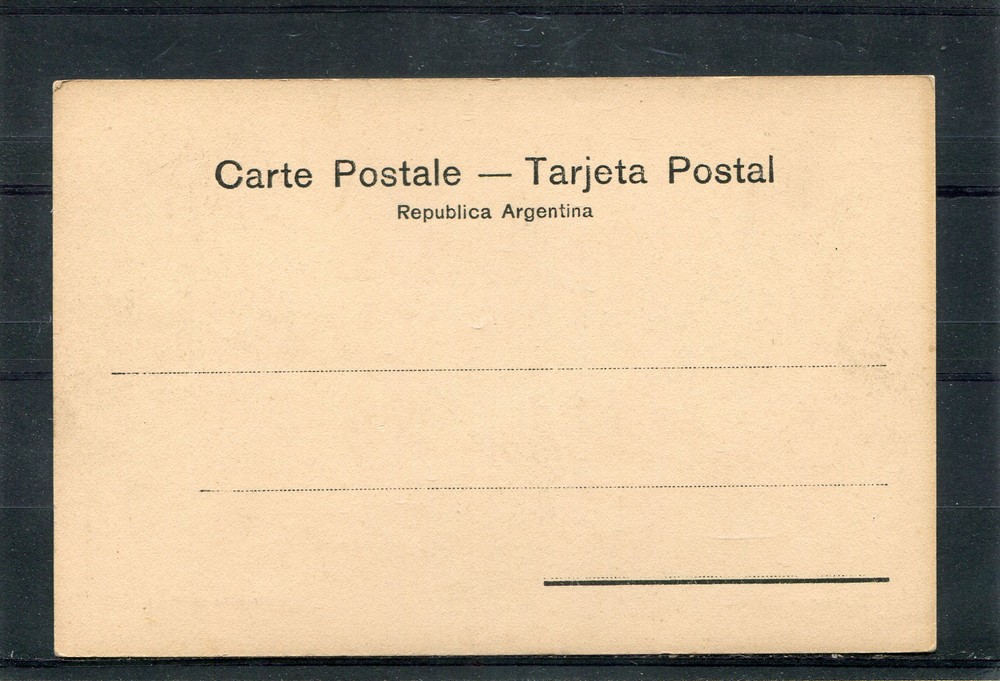 Carte Postale — Tarjeta Postal
Republica Argentina